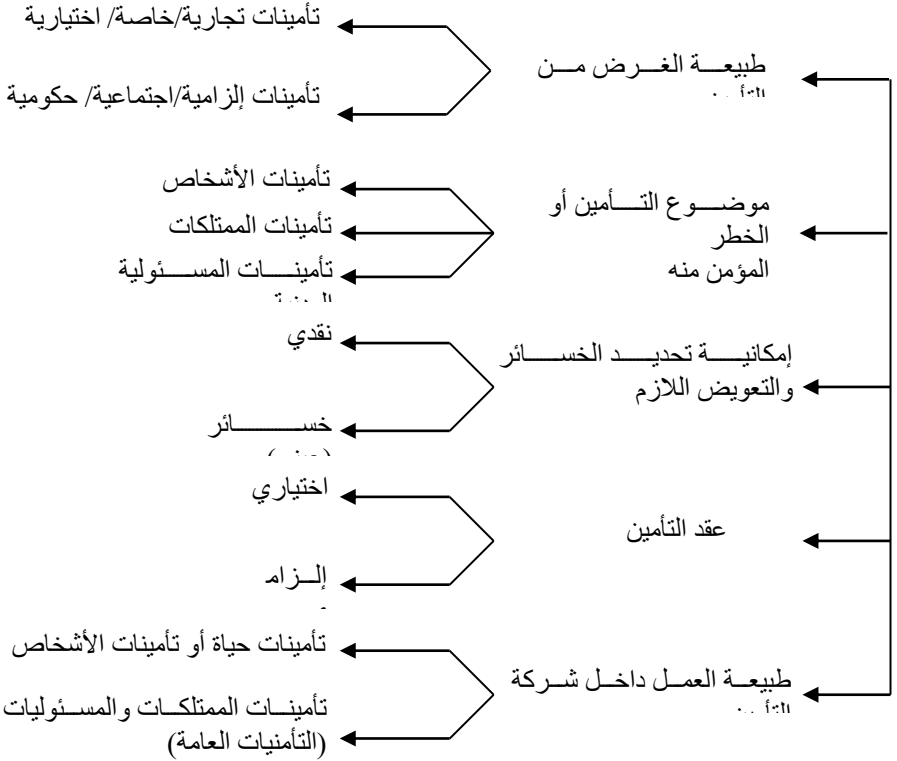 طبيعة الغرض من
تأمينات تجارية/خاصة/ اختيارية
تأمينات إلزامية/اجتماعية/ حكومية
موضوع التأمين أو
الخطر
المؤمن منه
تأمينات الأشخاص
تأمينات الممتلكات
تأمينات المسئولية
إمكانية تحديد الخسائر
والتعويض اللازم
نقدي
خسائر
عقد التأمين
اختياري
طبيعة العمل داخل شركة
تأمينات حياة أو تأمينات الأشخاص
تأمينات الممتلكات والمسئوليات
(التأمنيات العامة)